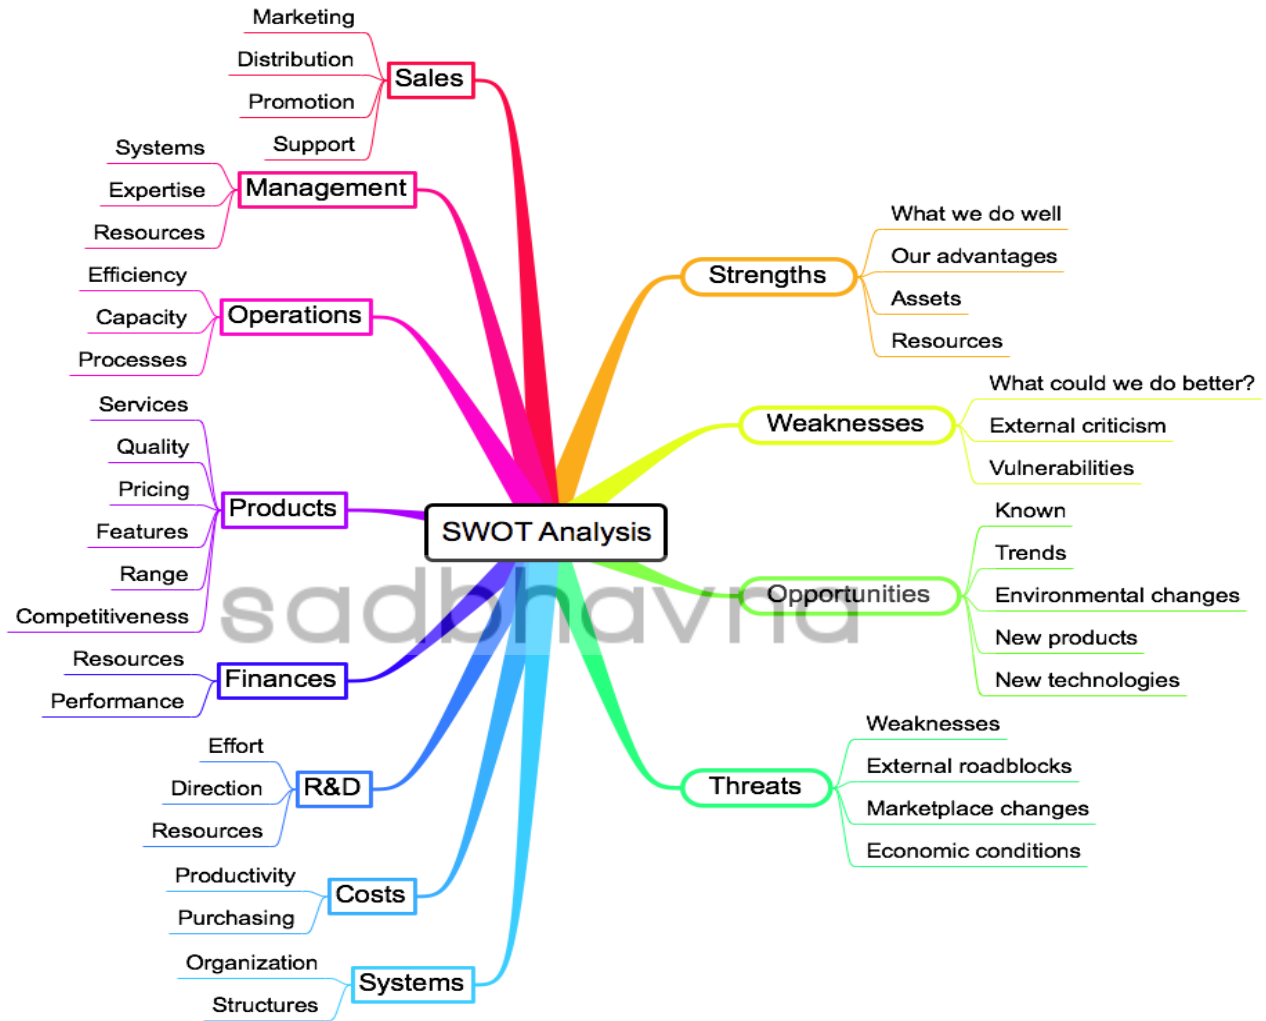 Marketing
Distribution
Promotion
Support
Sales
Systems
Expertise
Resources
Management
Efficiency
Capacity
Processes
Operations
Services
Quality
Pricing
Features
Range
Competitiveness
Products
Resources
Performance
Finances
Effort
Direction
Resources
R&D
Productivity
Purchasing
Costs
Organization
Structures
Systems
SWOT Analysis
sadbhavna
Strengths
What we do well
Our advantages
Assets
Resources
Weaknesses
What could we do better?
External criticism
Vulnerabilities
Opportunities
Known
Trends
Environmental changes
New products
New technologies
Threats
Weaknesses
External roadblocks
Marketplace changes
Economic conditions